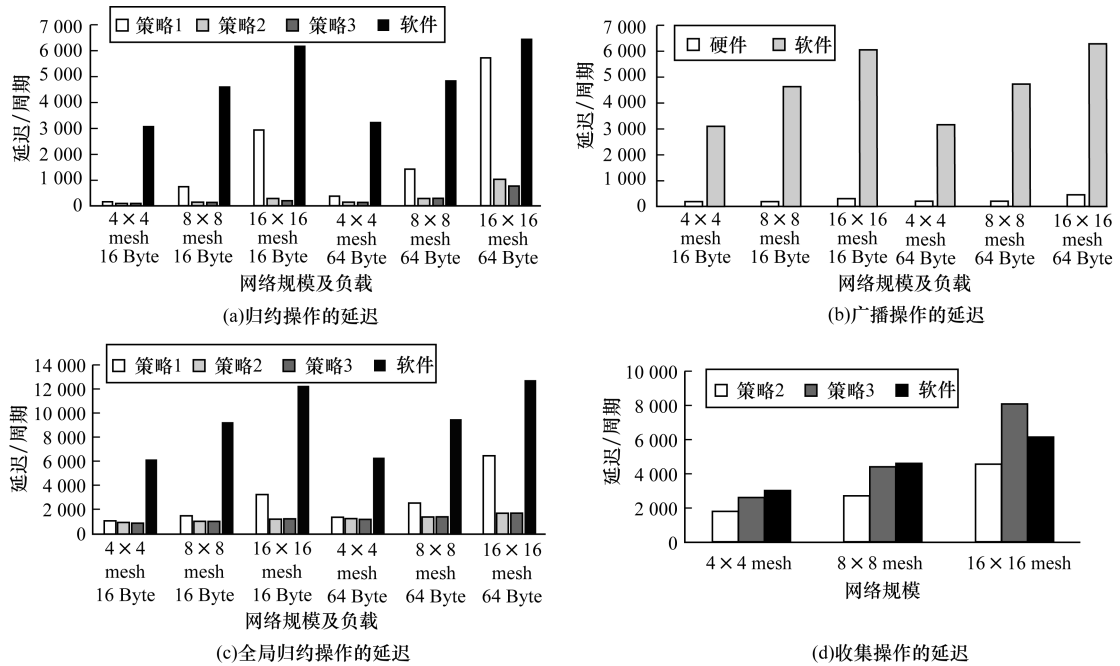 7 000
6 000
5 000
4 000
3 000
2 000
1 000
0
延迟/周期
策略1 策略2 策略3 软件
4×4 8×8 16×16 4×4 8×8 16×16
mesh mesh mesh mesh mesh mesh
16 Byte 16 Byte 16 Byte 64 Byte 64 Byte 64 Byte
网络规模及负载
(a)归约操作的延迟
7 000
6 000
5 000
4 000
3 000
2 000
1 000
0
延迟/周期
硬件 软件
4×4 8×8 16×16 4×4 8×8 16×16
mesh mesh mesh mesh mesh mesh
16 Byte 16 Byte 16 Byte 64 Byte 64 Byte 64 Byte
网络规模及负载
(b)广播操作的延迟
14 000
12 000
10 000
8 000
6 000
4 000
2 000
0
延迟/周期
策略1 策略2 策略3 软件
4×4 8×8 16×16 4×4 8×8 16×16
mesh mesh mesh mesh mesh mesh
16 Byte 16 Byte 16 Byte 64 Byte 64 Byte 64 Byte
网络规模及负载
(c)全局归约操作的延迟
10 000
8 000
6 000
4 000
2 000
0
延迟/周期
策略2 策略3 软件
4×4 mesh 8×8 mesh 16×16 mesh
网络规模
(d)收集操作的延迟